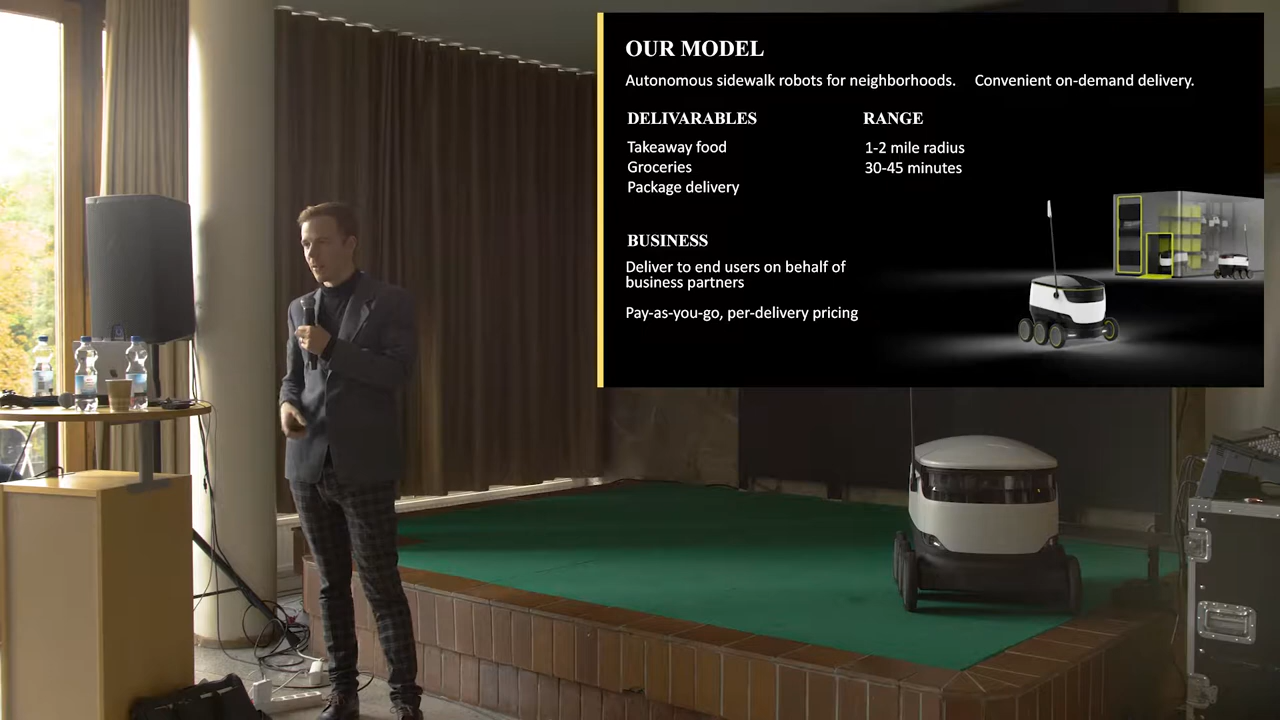 OUR MODEL
Autonomous sidewalk robots for neighborhoods. Convenient on-demand delivery.
DELIVARABLES
RANGE
Takeaway food
1-2 mile radius
Groceries
30-45 minutes
Package delivery
BUSINESS
Deliver to end users on behalf of
business partners
Pay-as-you-go, per-delivery pricing